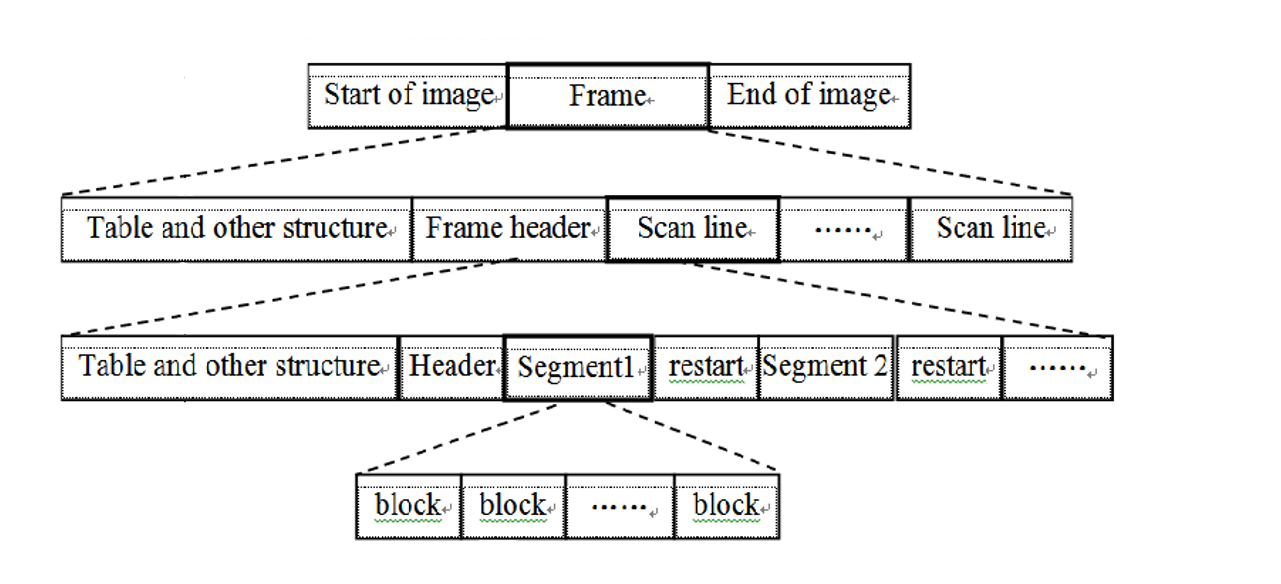 Start of image Frame End of image
Table and other structure Frame header Scan line …… Scan line
Table and other structure Header Segment1 restart Segment 2 restart ……
block block …… block